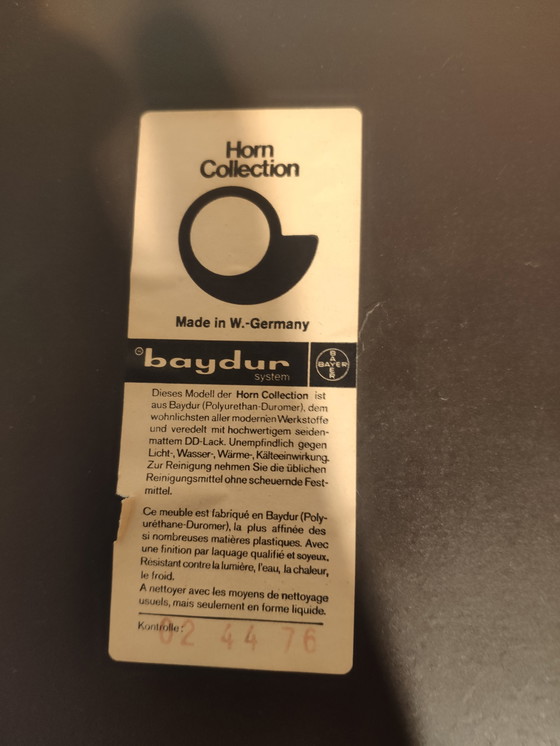 Horn
Collection
Made in W.-Germany
baydur
system
BAYER
BAYER
Dieses Modell der Horn Collection ist
aus Baydur (Polyurethan-Duromer), dem
wohnlichsten aller modernen Werkstoffe
und veredelt mit hochwertigem seiden-
mattem DD-Lack. Unempfindlich gegen
Licht-, Wasser-, Wärme-, Kälteeinwirkung.
Zur Reinigung nehmen Sie die üblichen
Reinigungsmittel ohne scheuernde Fest-
mittel.
Ce meuble est fabriqué en Baydur (Poly-
uréthane-Duromer), la plus affinée des
si nombreuses matières plastiques. Avec
une finition par laquage qualifié et soyeux.
Résistant contre la lumière, l'eau, la chaleur,
le froid.
A nettoyer avec les moyens de nettoyage
usuels, mais seulement en forme liquide.
Kontrolle: 02 44 76